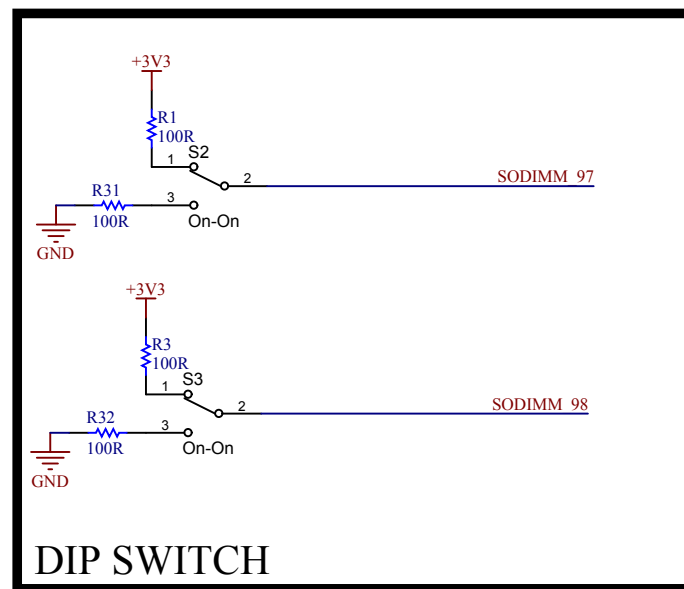 +3V3
R1
100R
1
S2
2
SODIMM_97
R31
100R
3
On-On
GND
+3V3
R3
100R
1
S3
2
SODIMM_98
R32
100R
3
On-On
GND
DIP SWITCH